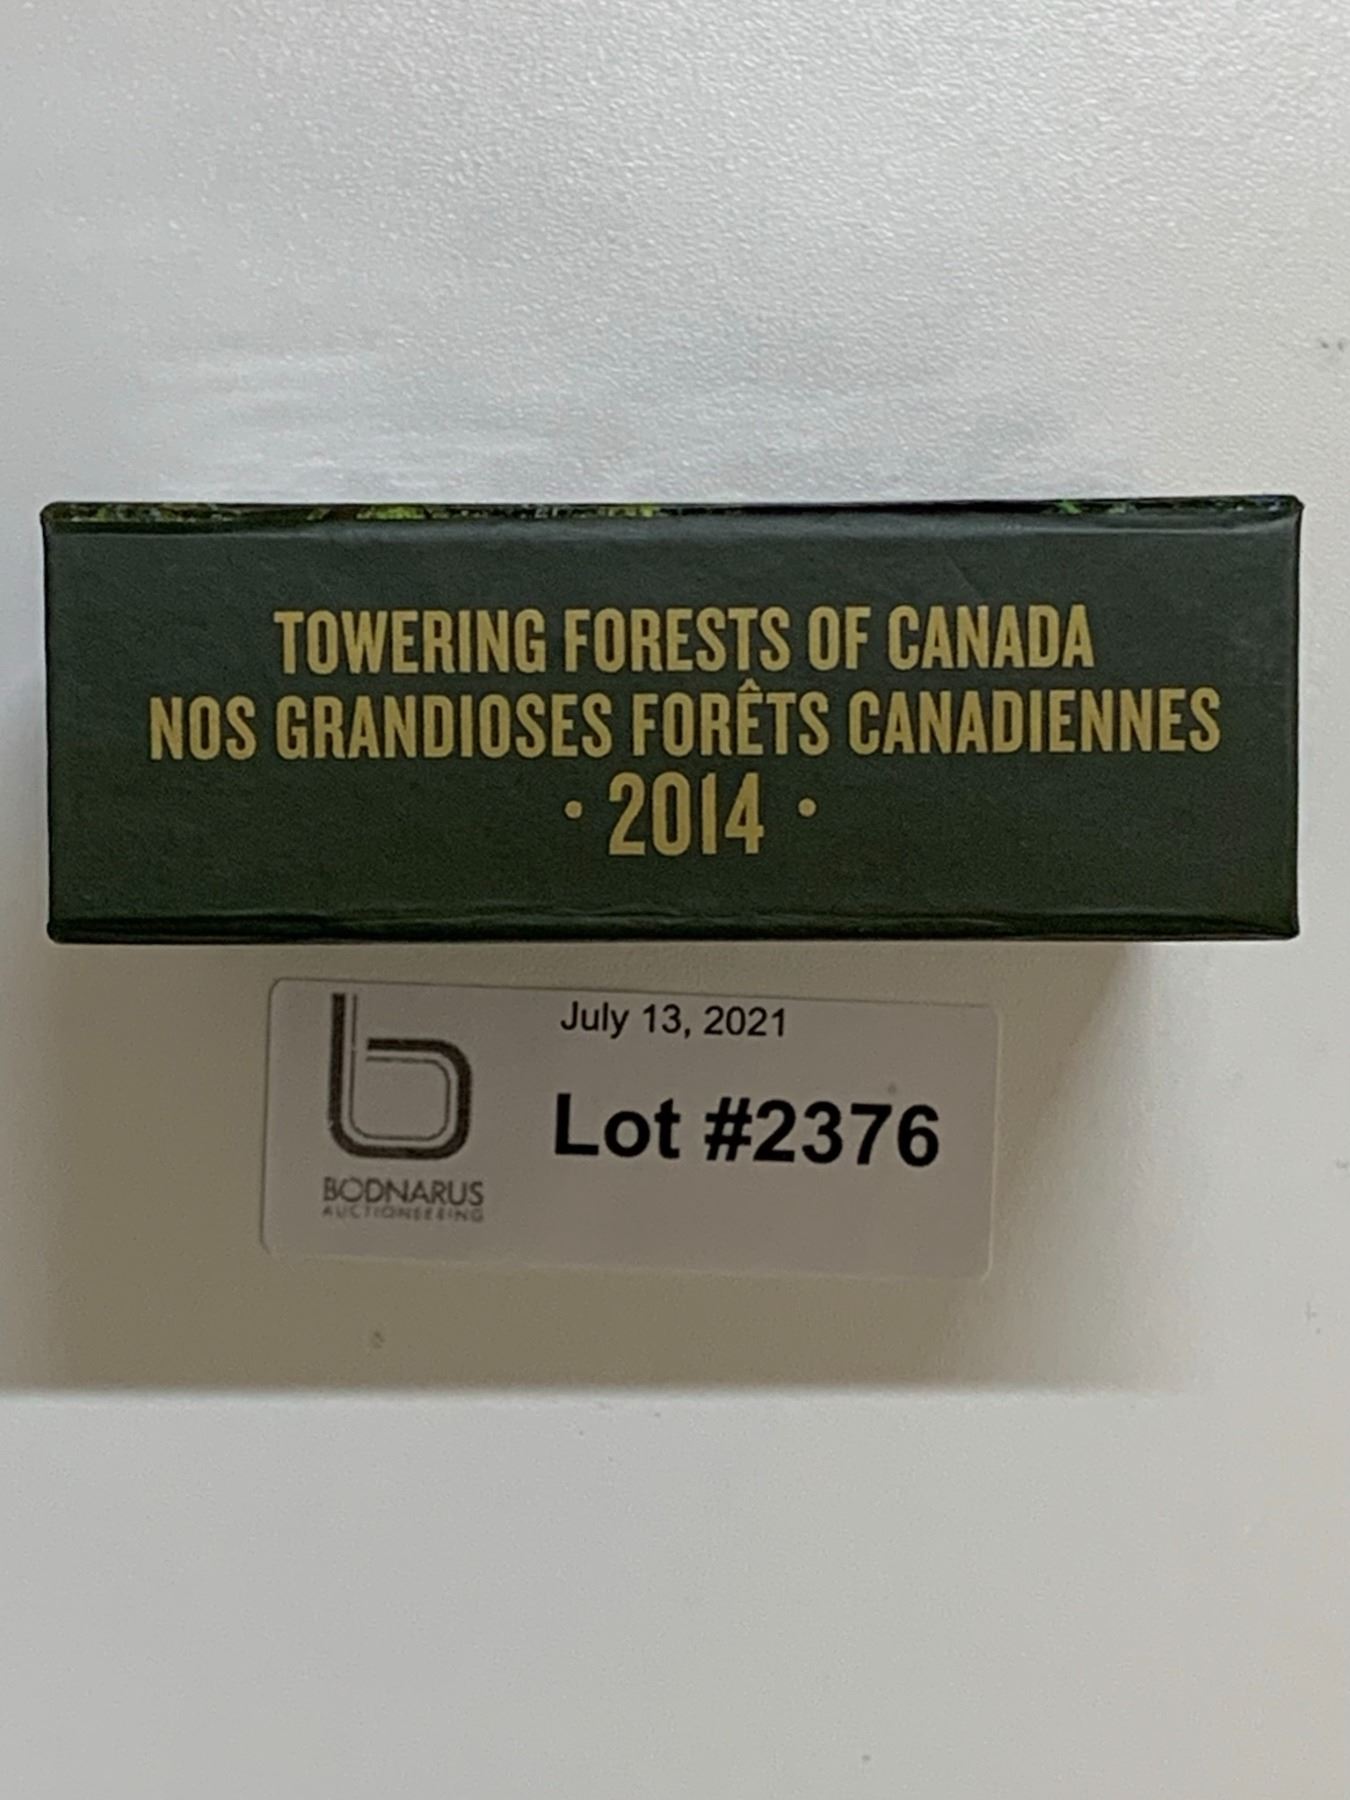 TOWERING FORESTS OF CANADA
NOS GRANDIOSES FORÊTS CANADIENNES
• 2014 •
July 13, 2021
Lot #2376
BODNARUS
AUCTIONEERING